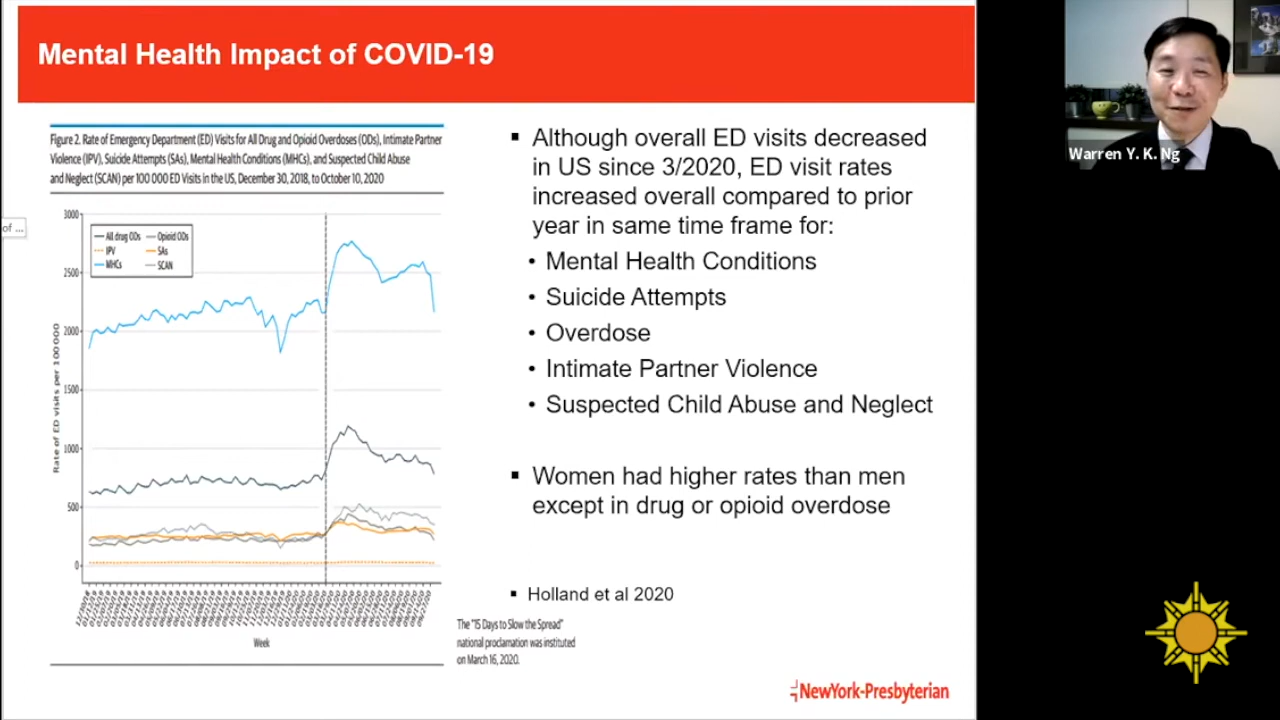 Mental Health Impact of COVID-19
Figure 2. Rate of Emergency Department (ED) Visits for All Drug and Opioid Overdoses (ODs), Intimate Partner
Violence (IPV), Suicide Attempts (SAs), Mental Health Conditions (MHCs), and Suspected Child Abuse
and Neglect (SCAN) per 100 000 ED Visits in the US, December 30, 2018, to October 10, 2020
of ...
3000
2500
2000
1500
1000
500
0
Rate of ED visits per 100 000
All drug ODs
Opioid ODs
IPV
SAs
MHCs
SCAN
Week
The "15 Days to Slow the Spread"
national proclamation was instituted
on March 16, 2020.
▪ Although overall ED visits decreased
in US since 3/2020, ED visit rates
increased overall compared to prior
year in same time frame for:
• Mental Health Conditions
• Suicide Attempts
• Overdose
• Intimate Partner Violence
• Suspected Child Abuse and Neglect
▪ Women had higher rates than men
except in drug or opioid overdose
▪ Holland et al 2020
NewYork-Presbyterian
Warren Y. K. Ng